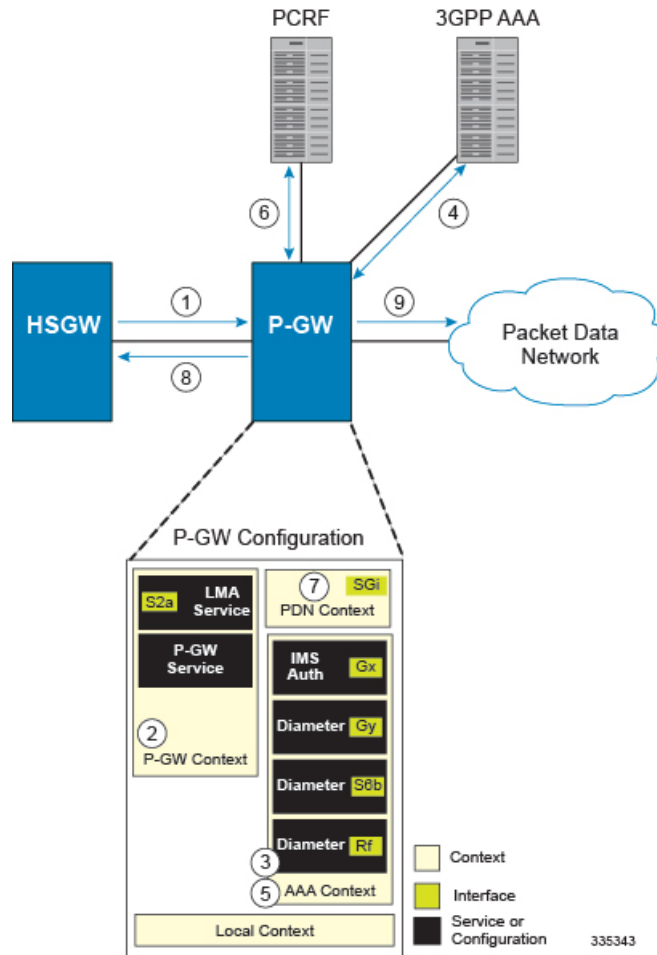 PCRF
3GPP AAA
6
4
HSGW
1
8
P-GW
9
Packet Data
Network
P-GW Configuration
S2a
LMA
Service
P-GW
Service
2
P-GW Context
7
SGi
PDN Context
IMS
Auth
Gx
Diameter
Gy
Diameter
S6b
Diameter
Rf
3
5
AAA Context
Local Context
Context
Interface
Service or
Configuration
335343